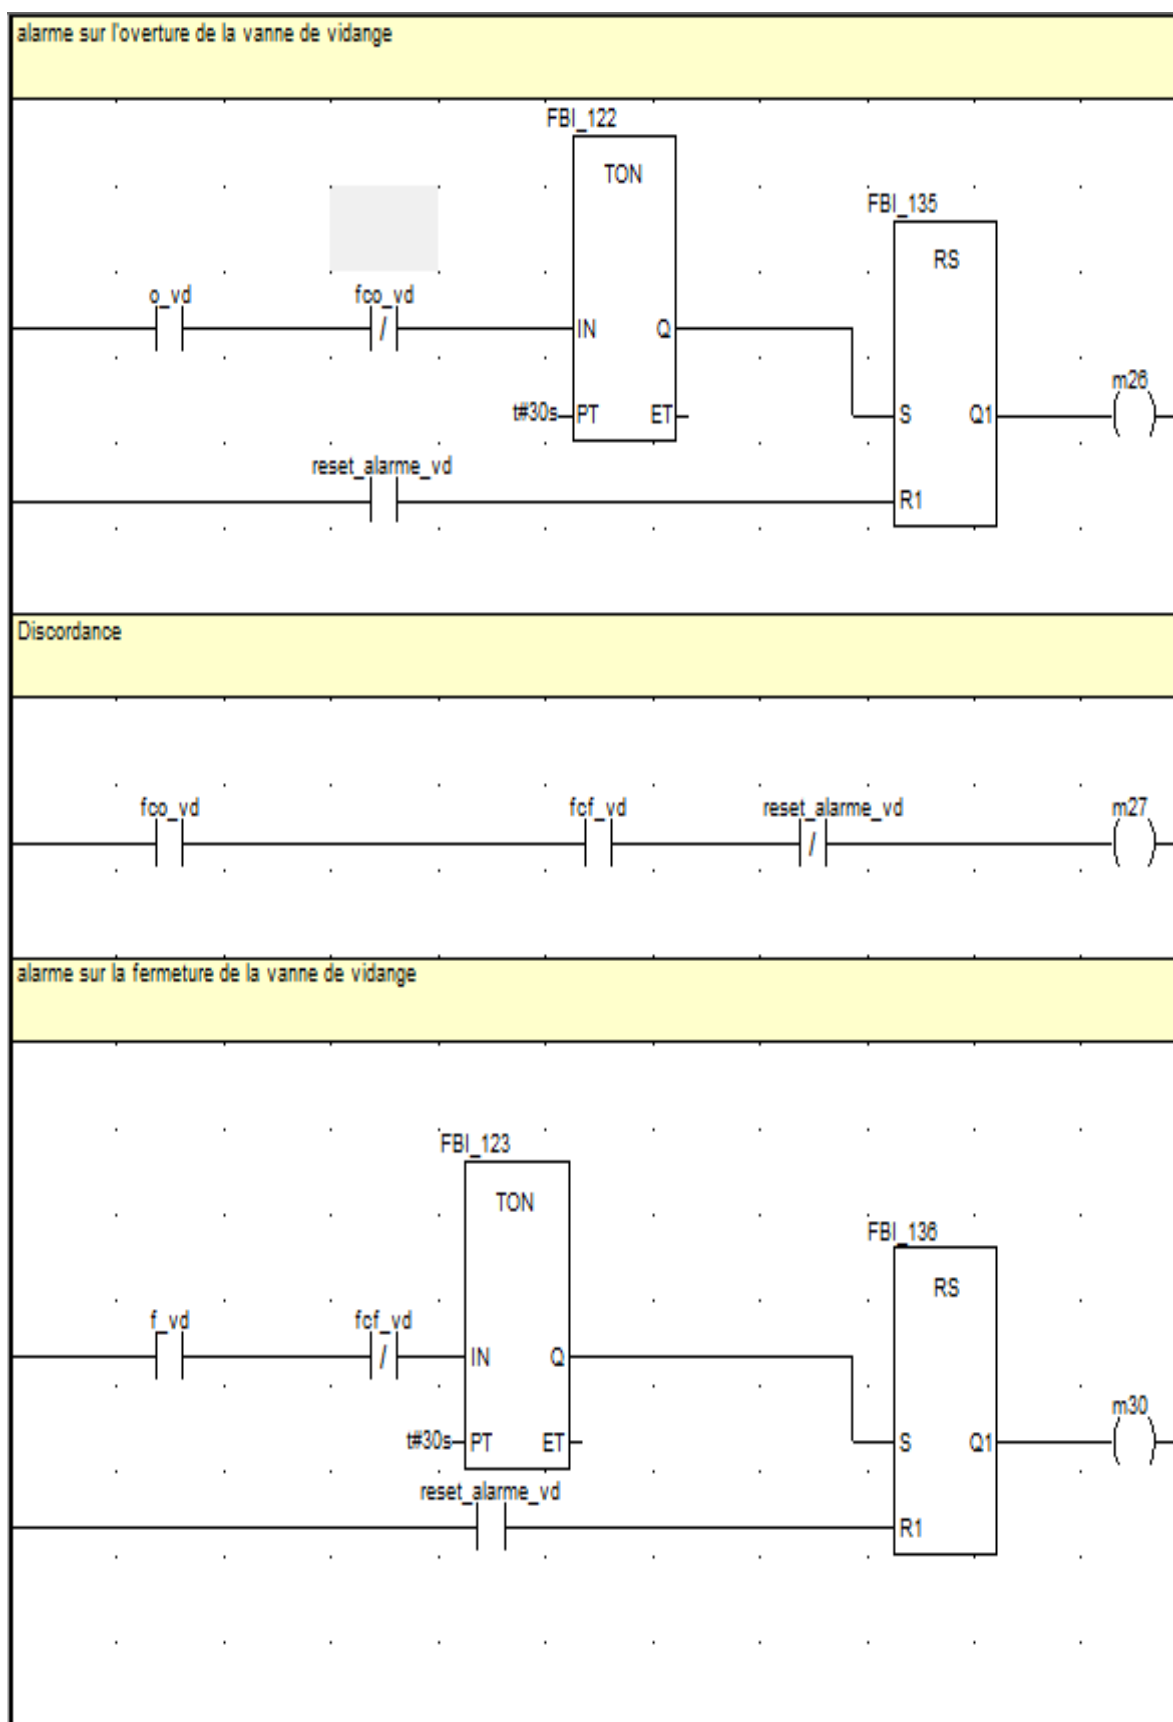 alarme sur l'overture de la vanne de vidange
FBI_122
TON
FBI_135
RS
o_vd
fco_vd
/
IN
Q
m26
t#30s
PT
ET
S
Q1
reset_alarme_vd
R1
Discordance
fco_vd
fcf_vd
reset_alarme_vd
m27
/
alarme sur la fermeture de la vanne de vidange
FBI_123
TON
FBI_136
RS
f_vd
fcf_vd
/
IN
Q
m30
t#30s
PT
ET
S
Q1
reset_alarme_vd
R1